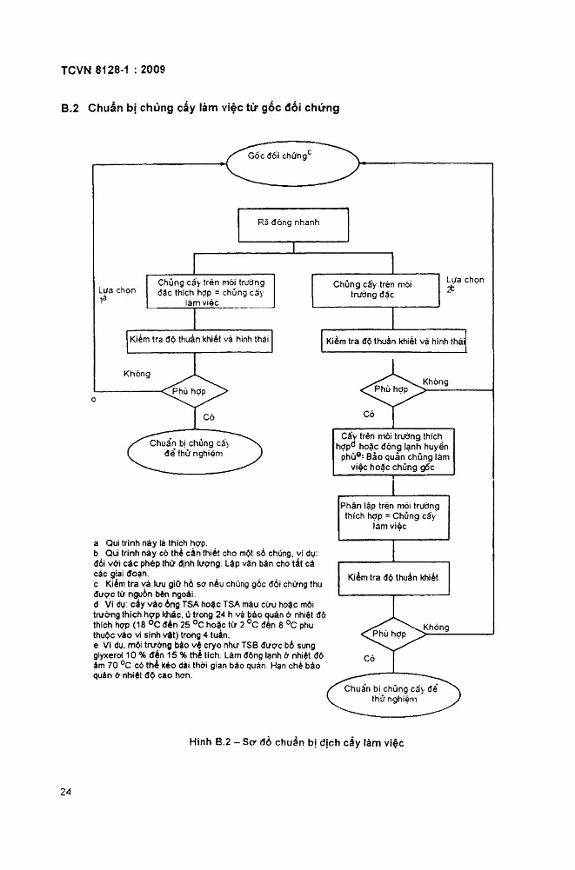 TCVN 8128-1 : 2009
B.2 Chuẩn bị chủng cấy làm việc từ gốc đối chứng
Gốc đối chứng c
Rã đông nhanh
Lựa chọn
1a
Chủng cấy trên môi trường
đặc thích hợp = chủng cấy
làm việc
Chủng cấy trên môi
trường đặc
Lựa chọn
2b
Kiểm tra độ thuần khiết và hình thái
Kiểm tra độ thuần khiết và hình thái
Không
Phù hợp
o
Có
Phù hợp
Không
Có
Chuẩn bị chủng cấy
để thử nghiệm
Cấy trên môi trường thích
hợpd hoặc đông lạnh huyền
phùe: Bảo quản chủng làm
việc hoặc chủng gốc
Phân lập trên môi trường
thích hợp = Chủng cấy
làm việc
Kiểm tra độ thuần khiết
Phù hợp
Không
Có
Chuẩn bị chủng cấy để
thử nghiệm
a Qui trình này là thích hợp.
b Qui trình này có thể cần thiết cho một số chủng, ví dụ:
đối với các phép thử định lượng. Lập văn bản cho tất cả
các giai đoạn.
c Kiểm tra và lưu giữ hồ sơ nếu chủng gốc đối chứng thu
được từ nguồn bên ngoài.
d Ví dụ: cấy vào ống TSA hoặc TSA máu cừu hoặc môi
trường thích hợp khác, ủ trong 24 h và bảo quản ở nhiệt độ
thích hợp (18 °C đến 25 °C hoặc từ 2 °C đến 8 °C phụ
thuộc vào vi sinh vật) trong 4 tuần.
e Ví dụ, môi trường bảo vệ cryo như TSB được bổ sung
glyxerol 10 % đến 15 % thể tích. Làm đông lạnh ở nhiệt độ
âm 70 °C có thể kéo dài thời gian bảo quản. Hạn chế bảo
quản ở nhiệt độ cao hơn.
Hình B.2 – Sơ đồ chuẩn bị dịch cấy làm việc
24